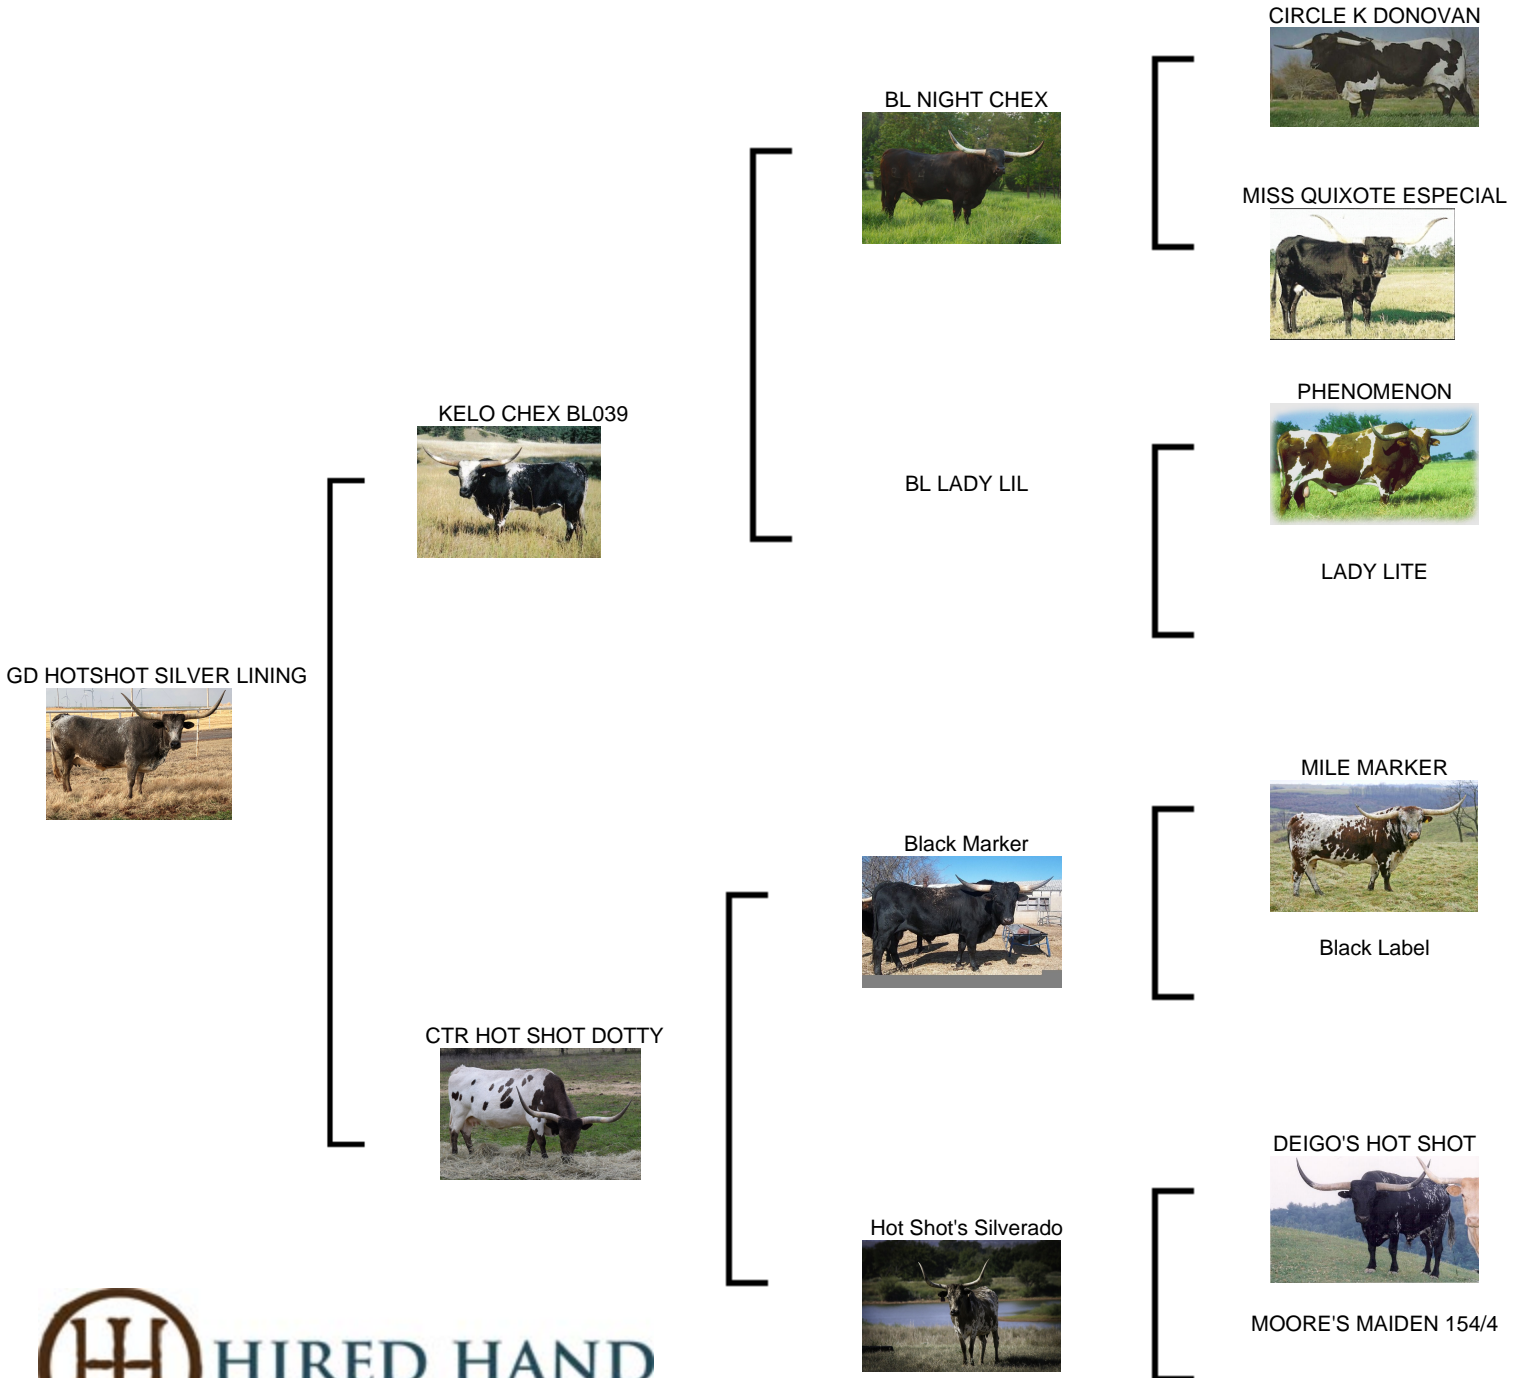 CIRCLE K DONOVAN
BL NIGHT CHEX
MISS QUIXOTE ESPECIAL
PHENOMENON
KELO CHEX BL039
BL LADY LIL
LADY LITE
GD HOTSHOT SILVER LINING
MILE MARKER
Black Marker
Black Label
CTR HOT SHOT DOTTY
DEIGO'S HOT SHOT
Hot Shot's Silverado
MOORE'S MAIDEN 154/4
HIRED HAND